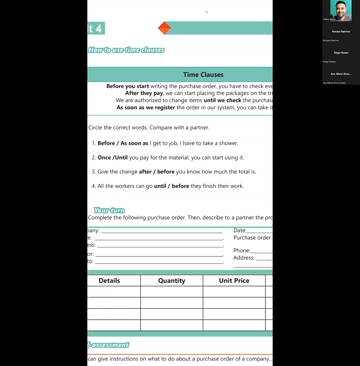 t 4
How to use time clauses
Time Clauses
Before you start writing the purchase order, you have to check eve
After they pay, we can start placing the packages on the tr
We are authorized to change items until we check the purchas
As soon as we register the order in our system, you can take it
Circle the correct words. Compare with a partner.
1. Before / As soon as I get to job, I have to take a shower.
2. Once /Until you pay for the material, you can start using it.
3. Give the change after / before you know how much the total is.
4. All the workers can go until / before they finish their work.
Your turn
Complete the following purchase order. Then, describe to a partner the pro
pany:
Date:
e:
Purchase order
ess:
or:
Phone:
to:
Address:
Details
Quantity
Unit Price
f-assessment
can give instructions on what to do about a purchase order of a company